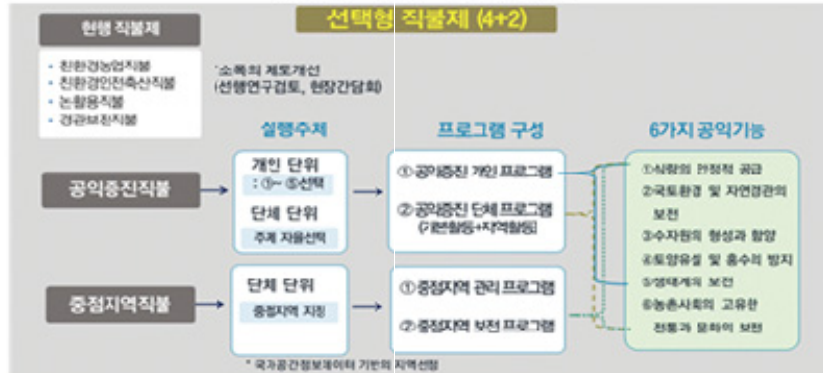 선택형 직불제 (4+2)
현행 직불제
• 친환경농업직불
• 친환경안전축산직불
• 논활용직불
• 경관보전직불
(선행연구검토, 현장간담회)
실행주체
프로그램 구성
6가지 공익기능
공익증진직불
개인 단위
: ①~⑤선택
단체 단위
주제 자율선택
① 공익증진 개인 프로그램
② 공익증진 단체 프로그램
(기본활동+지역활동)
①식량의 안정적 공급
②국토환경 및 자연경관의
보전
③수자원의 형성과 함양
④토양유실 및 홍수의 방지
⑤생태계의 보전
⑥농촌사회의 고유한
전통과 문화의 보전
중점지역직불
단체 단위
중점지역 지정
① 중점지역 관리 프로그램
② 중점지역 보전 프로그램
* 국가공간정보데이터 기반의 지역선정